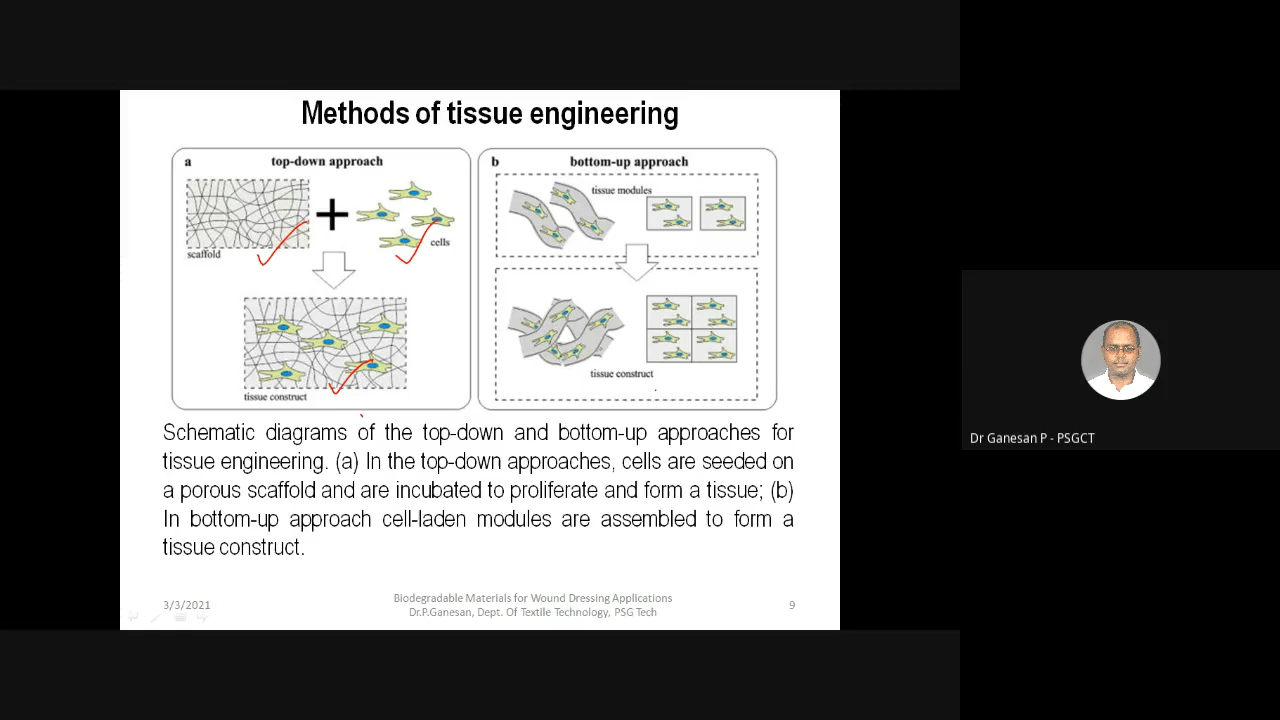 Methods of tissue engineering
a
top-down approach
scaffold
cells
tissue construct
b
bottom-up approach
tissue modules
tissue construct
Schematic diagrams of the top-down and bottom-up approaches for
tissue engineering. (a) In the top-down approaches, cells are seeded on
a porous scaffold and are incubated to proliferate and form a tissue; (b)
In bottom-up approach cell-laden modules are assembled to form a
tissue construct.
3/3/2021
Biodegradable Materials for Wound Dressing Applications
Dr.P.Ganesan, Dept. Of Textile Technology, PSG Tech
9
Dr Ganesan P - PSGCT